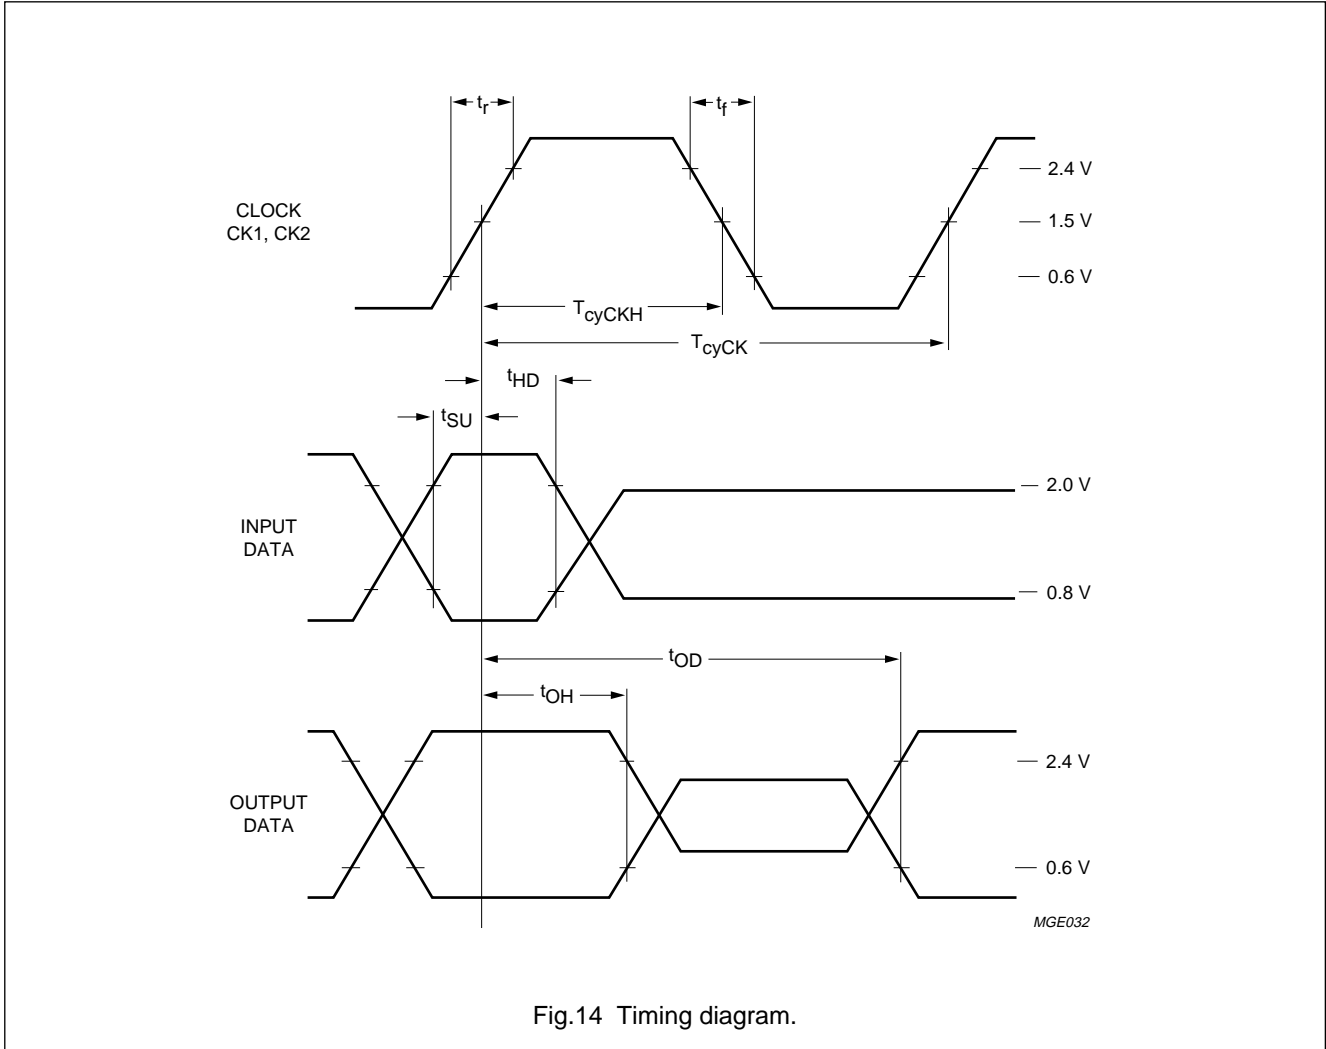 tr
tf
2.4 V
CLOCK
CK1, CK2
1.5 V
0.6 V
TcyCKH
TcyCK
tHD
tSU
2.0 V
INPUT
DATA
0.8 V
tOD
tOH
2.4 V
OUTPUT
DATA
0.6 V
MGE032
Fig.14 Timing diagram.